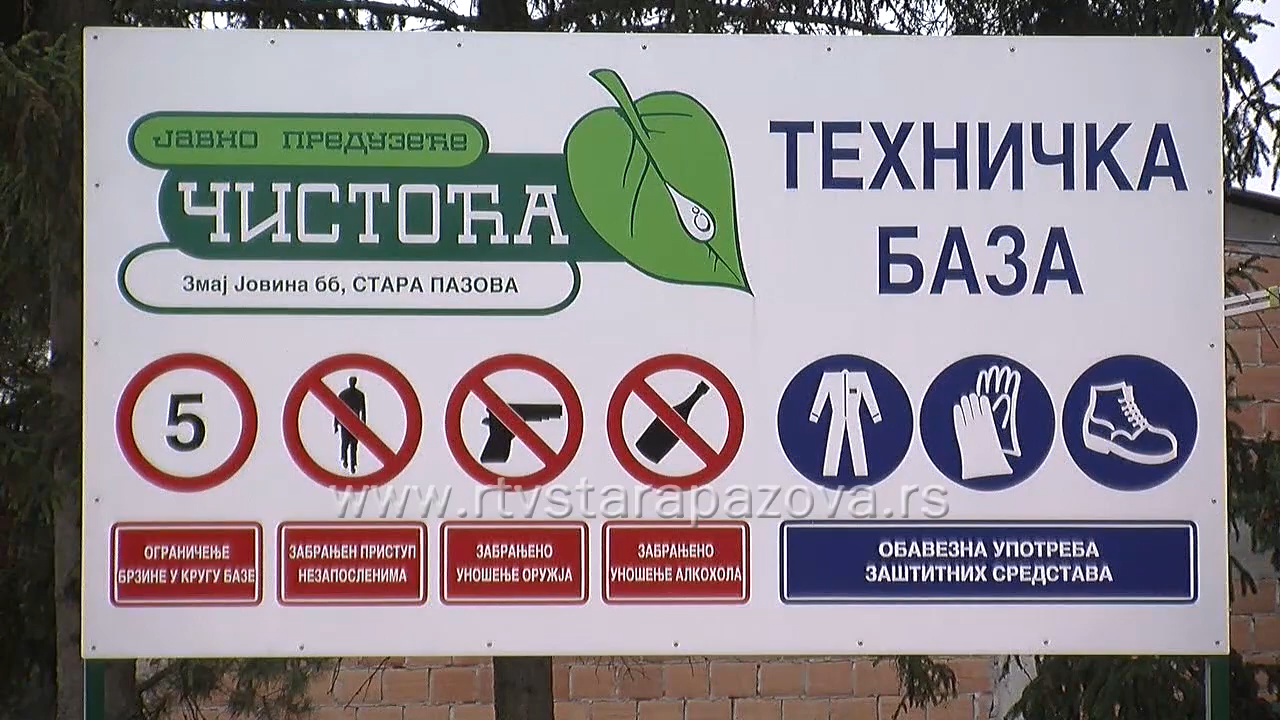 ЈАВНО ПРЕДУЗЕЋЕ
ЧИСТОЋА
Змај Јовина бб, СТАРА ПАЗОВА
ТЕХНИЧКА
БАЗА
5
www.rtvstarapazova.rs
ОГРАНИЧЕЊЕ
БРЗИНЕ У КРУГУ БАЗЕ
ЗАБРАЊЕН ПРИСТУП
НЕЗАПОСЛЕНИМА
ЗАБРАЊЕНО
УНОШЕЊЕ ОРУЖЈА
ЗАБРАЊЕНО
УНОШЕЊЕ АЛКОХОЛА
ОБАВЕЗНА УПОТРЕБА
ЗАШТИТНИХ СРЕДСТАВА